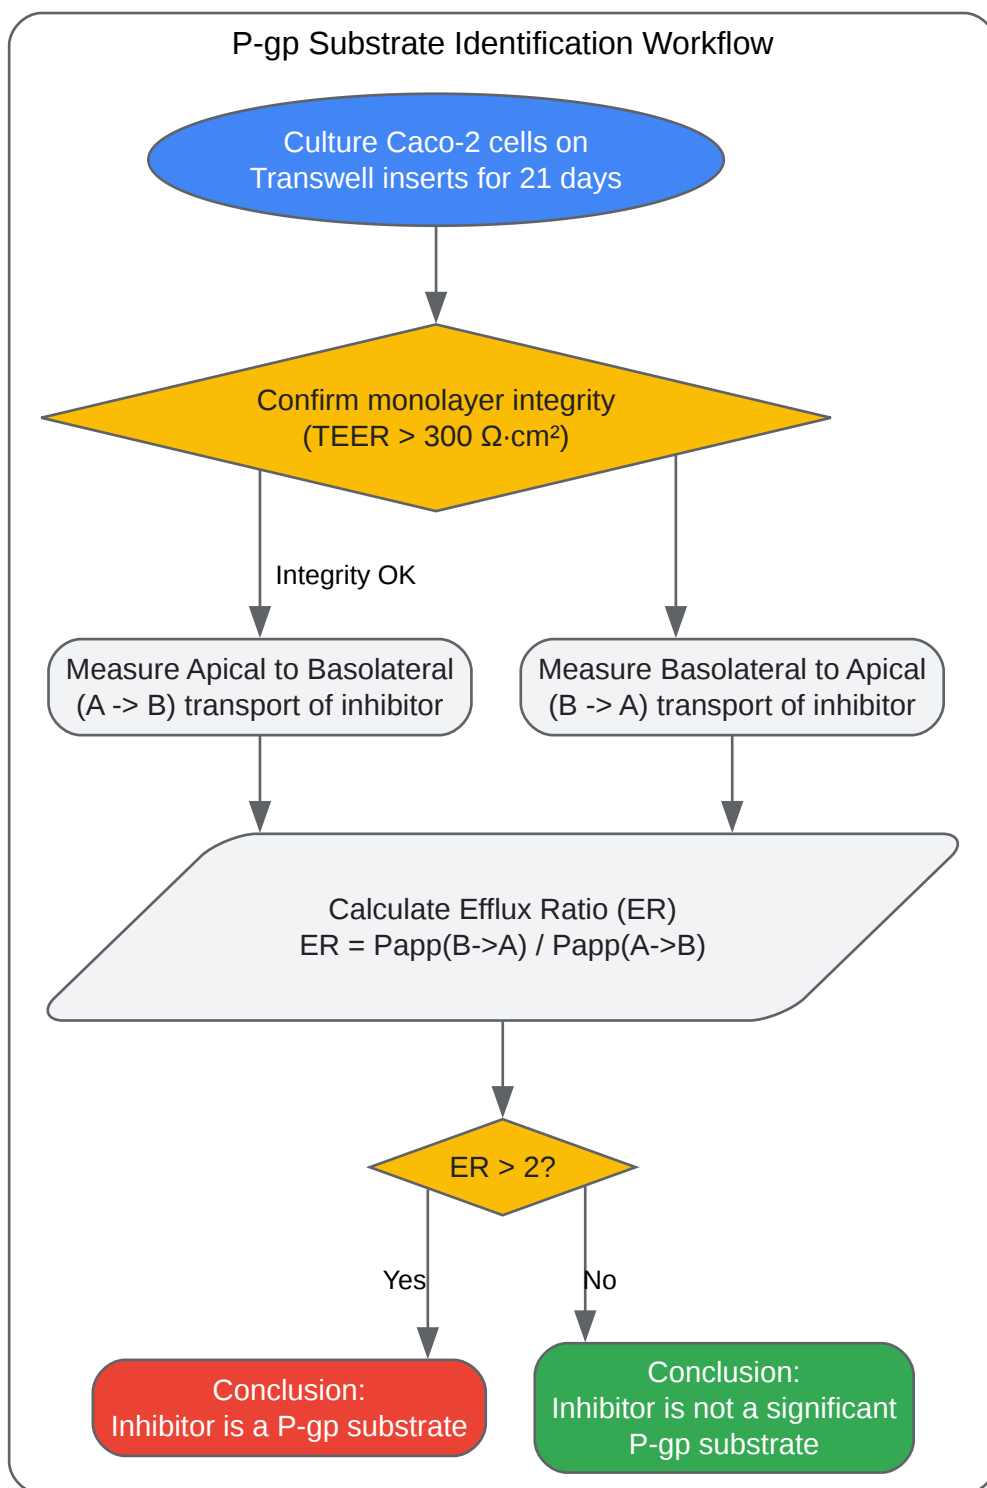 P-gp Substrate Identification Workflow
Culture Caco-2 cells on
Transwell inserts for 21 days
Confirm monolayer integrity
(TEER > 300 Ω·cm²)
Integrity OK
Measure Apical to Basolateral
(A -> B) transport of inhibitor
Measure Basolateral to Apical
(B -> A) transport of inhibitor
Calculate Efflux Ratio (ER)
ER = Papp(B->A) / Papp(A->B)
ER > 2?
Yes
No
Conclusion:
Inhibitor is a P-gp substrate
Conclusion:
Inhibitor is not a significant
P-gp substrate